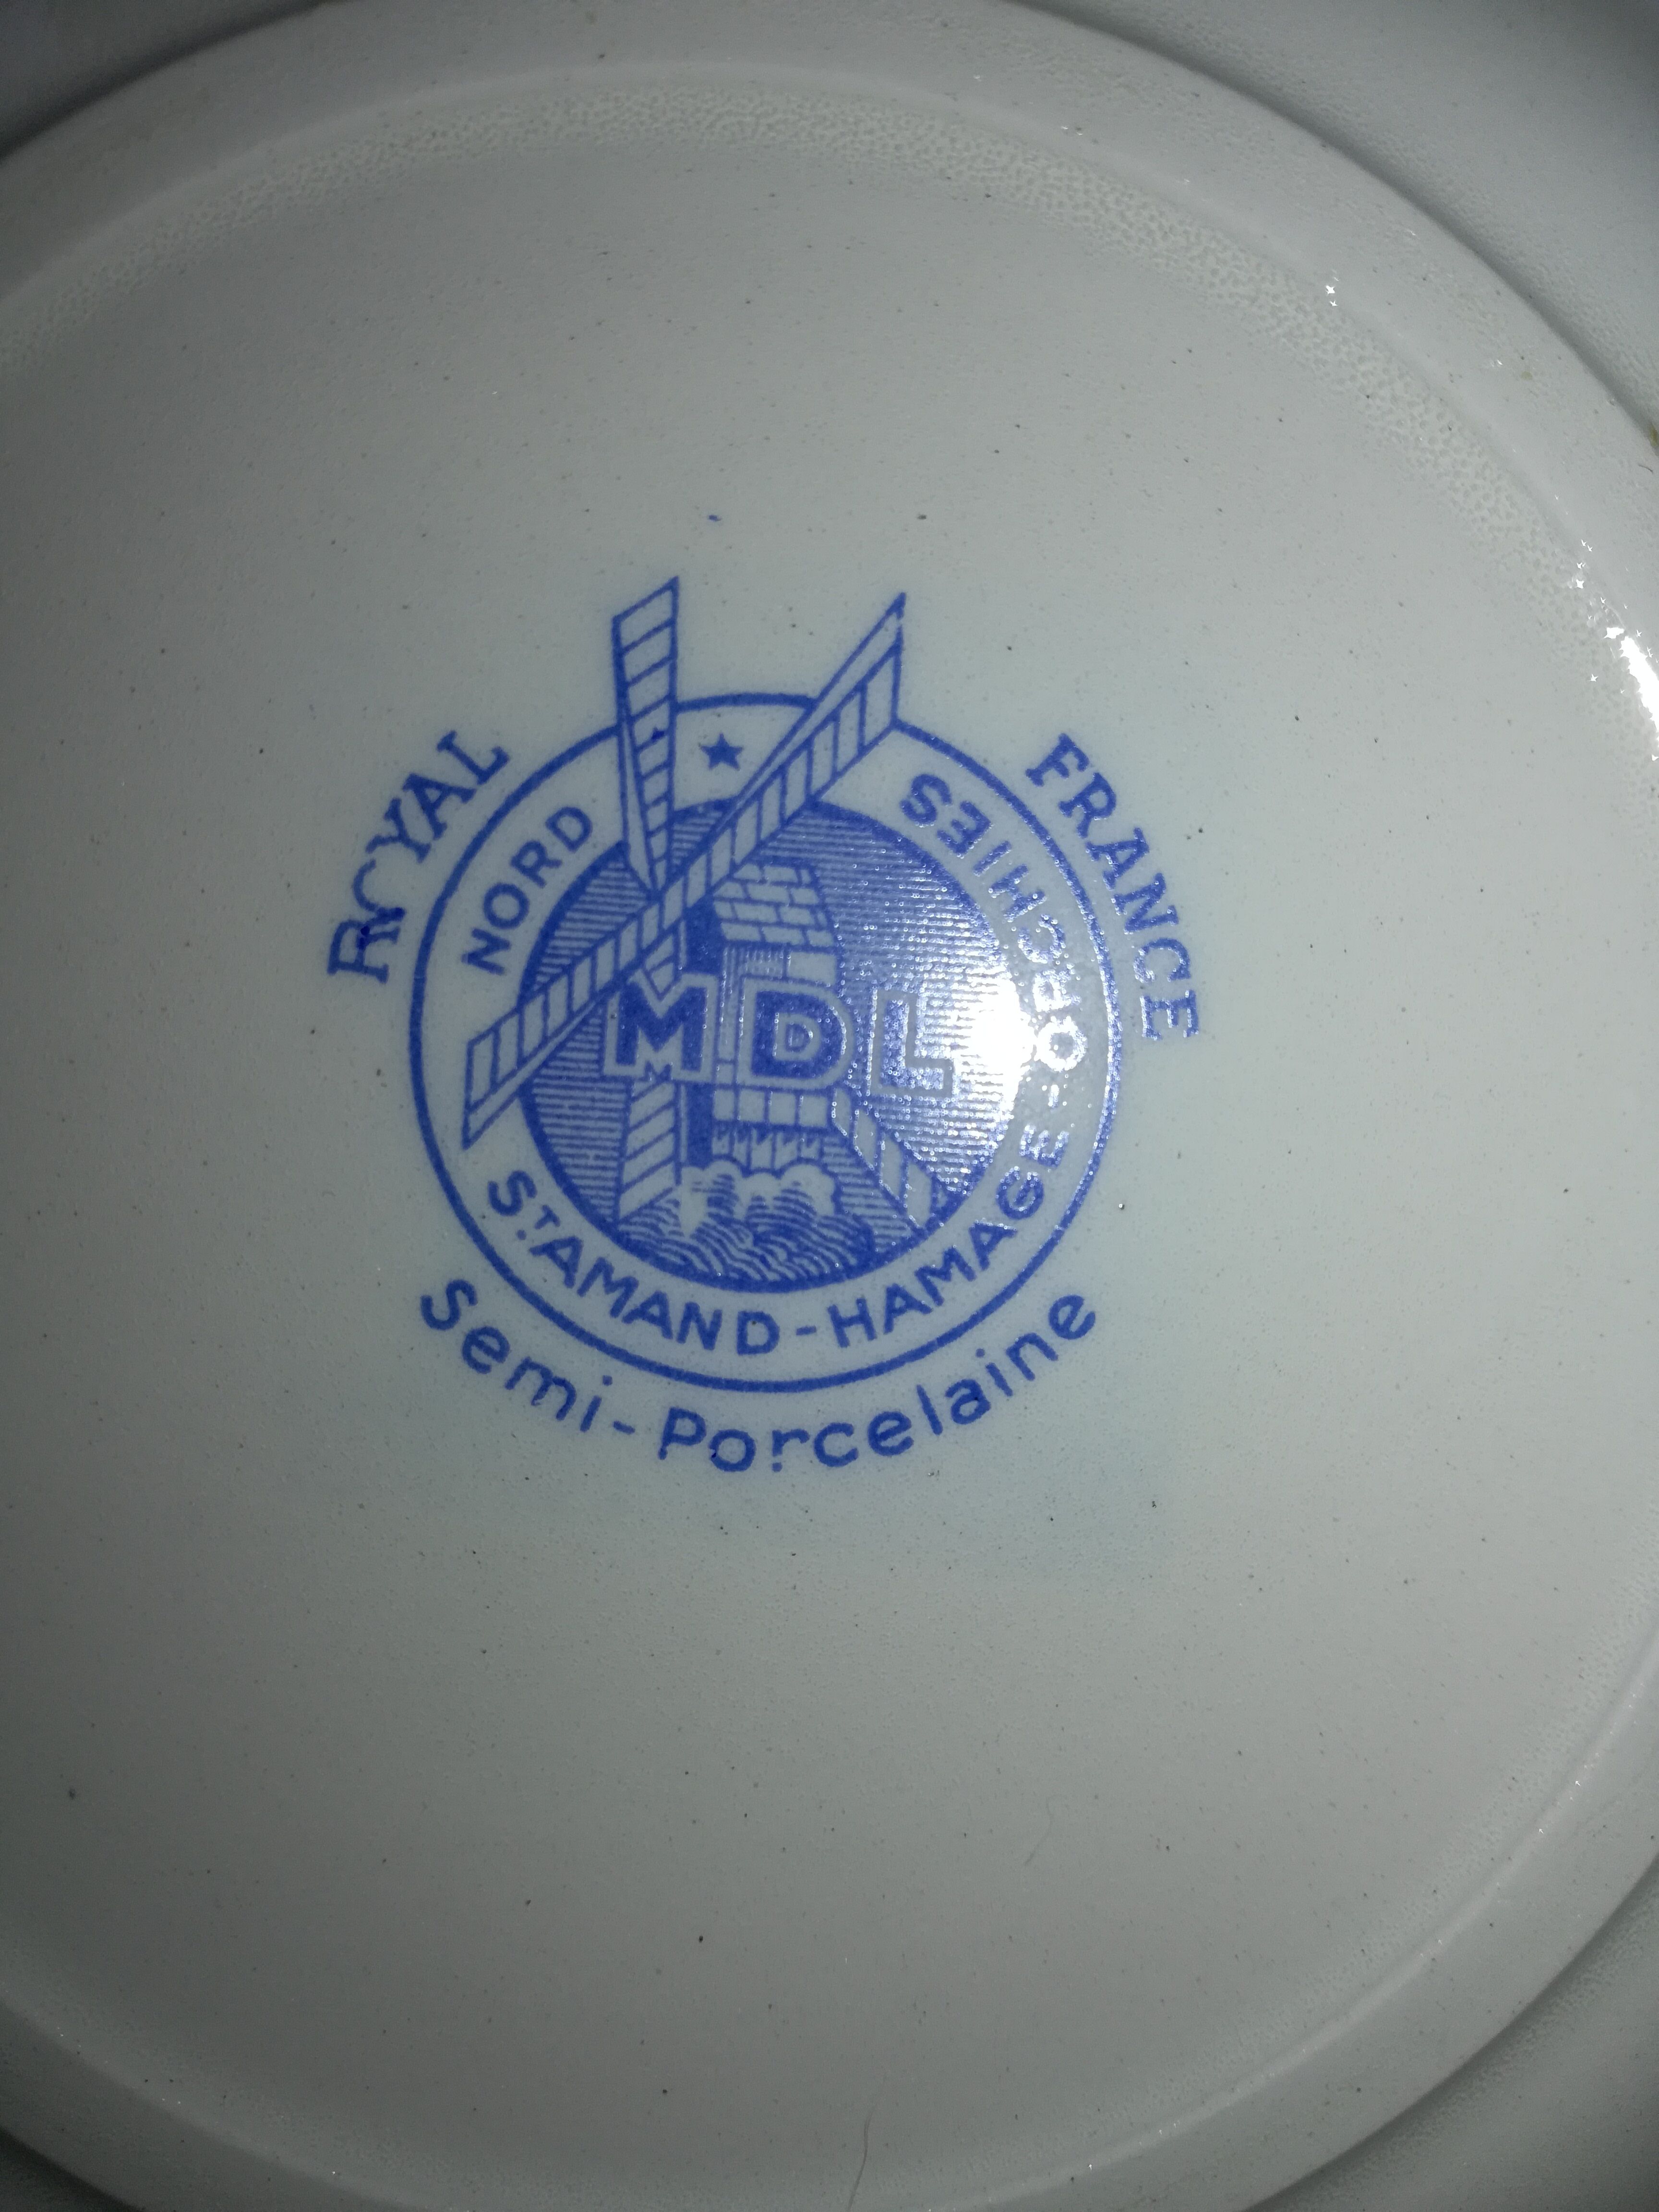 ROYAL
FRANCE
NORD
ST AMAND-HAMAGE-ORCHIES
MDL
Semi-Porcelaine